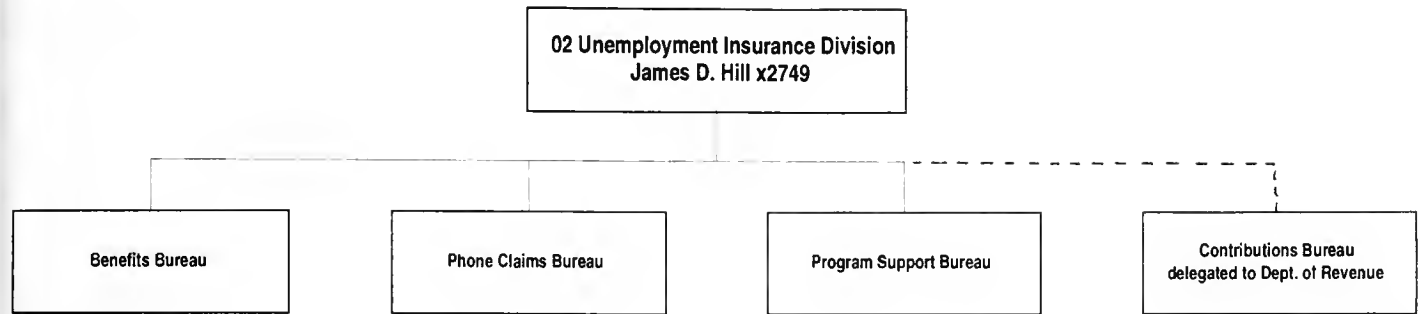 02 Unemployment Insurance Division
James D. Hill x2749
Benefits Bureau
Phone Claims Bureau
Program Support Bureau
Contributions Bureau
delegated to Dept. of Revenue